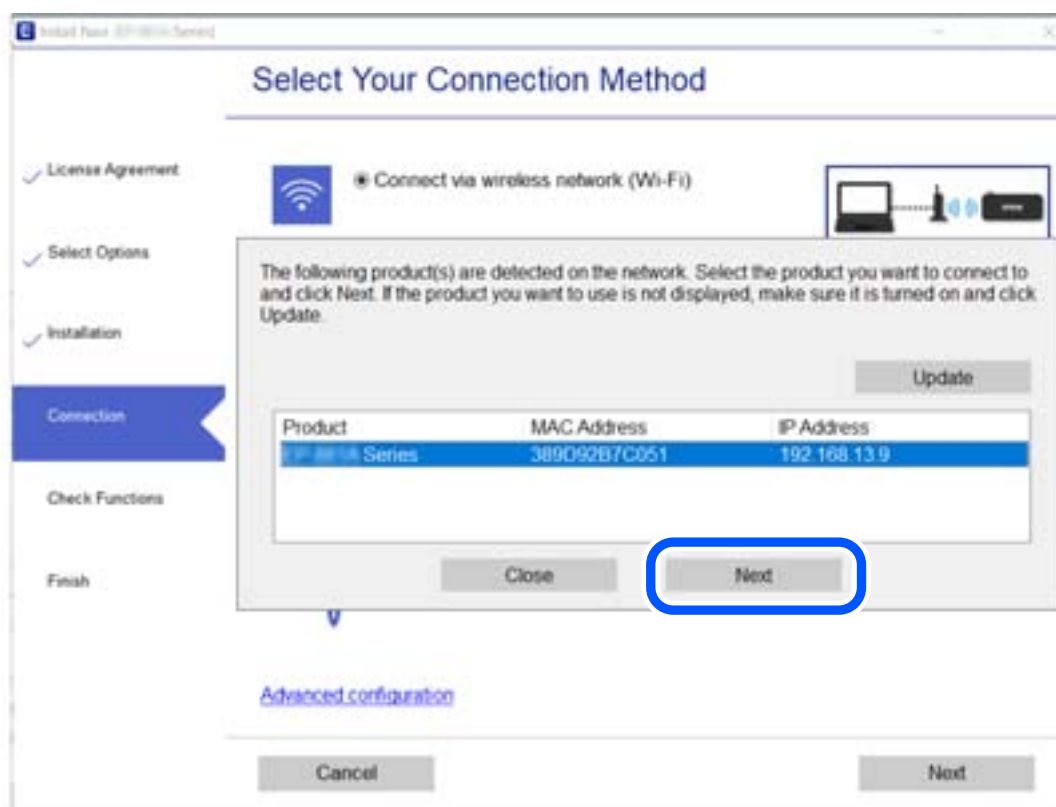 Install Navi
Series]
Select Your Connection Method
License Agreement
Connect via wireless network (Wi-Fi)
Select Options
The following product(s) are detected on the network. Select the product you want to connect to
and click Next. If the product you want to use is not displayed, make sure it is turned on and click
Update.
Installation
Update
Connection
Product MAC Address IP Address
Series 389D92B7C051 192.168.13.9
Check Functions
Close Next
Finish
Advanced configuration
Cancel Next